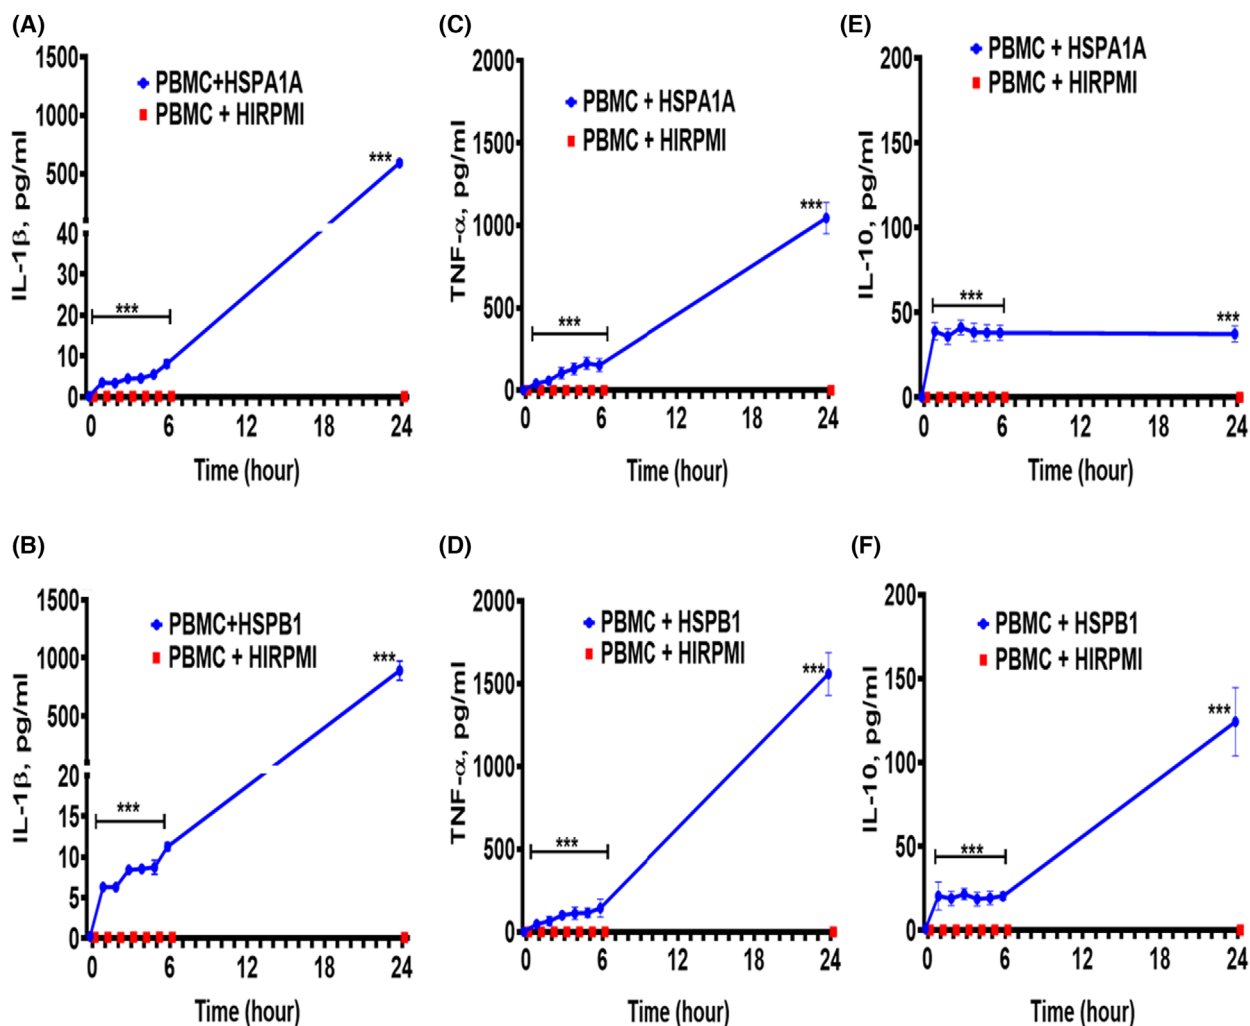 (A)
1500
1000
500
40
30
20
10
0
IL-1β, pg/ml
PBMC+HSPA1A
PBMC + HIRPMI
***
***
0 6 12 18 24
Time (hour)
(C)
2000
1500
1000
500
0
TNF-α, pg/ml
PBMC + HSPA1A
PBMC + HIRPMI
***
***
0 6 12 18 24
Time (hour)
(E)
200
150
100
50
0
IL-10, pg/ml
PBMC + HSPA1A
PBMC + HIRPMI
***
***
0 6 12 18 24
Time (hour)
(B)
1500
1000
500
20
15
10
5
0
IL-1β, pg/ml
PBMC+HSPB1
PBMC + HIRPMI
***
***
0 6 12 18 24
Time (hour)
(D)
2000
1500
1000
500
0
TNF-α, pg/ml
PBMC + HSPB1
PBMC + HIRPMI
***
***
0 6 12 18 24
Time (hour)
(F)
200
150
100
50
0
IL-10, pg/ml
PBMC + HSPB1
PBMC + HIRPMI
***
***
0 6 12 18 24
Time (hour)